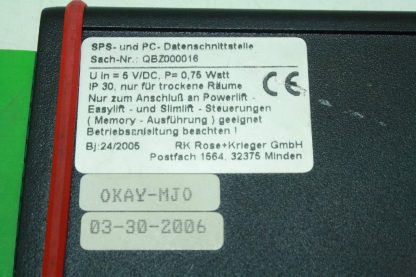 SPS- und PC- Datenschnittstelle
Sach-Nr.: QBZ000016
U in = 5 V/DC, P= 0,75 Watt
IP 30, nur für trockene Räume
Nur zum Anschluß an Powerlift -
Easylift - und Slimlift - Steuerungen
( Memory - Ausführung ) geeignet
Betriebsanleitung beachten !
CE
Bj: 24/2005 RK Rose+Krieger GmbH
Postfach 1564, 32375 Minden
OKAY-MJO
03-30-2006